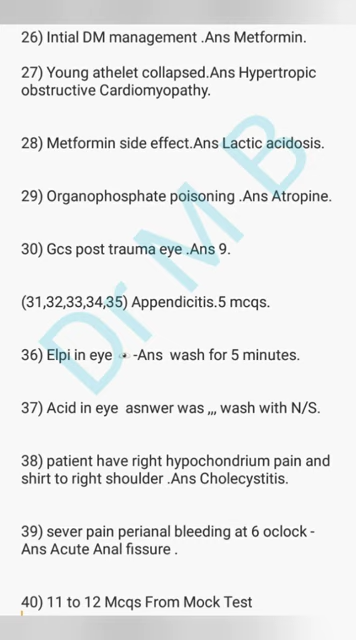 26) Intial DM management .Ans Metformin.
27) Young athelet collapsed.Ans Hypertropic
obstructive Cardiomyopathy.
28) Metformin side effect.Ans Lactic acidosis.
29) Organophosphate poisoning .Ans Atropine.
30) Gcs post trauma eye .Ans 9.
(31,32,33,34,35) Appendicitis.5 mcqs.
36) Elpi in eye 👁 -Ans wash for 5 minutes.
37) Acid in eye asnwer was ,,, wash with N/S.
38) patient have right hypochondrium pain and
shirt to right shoulder .Ans Cholecystitis.
39) sever pain perianal bleeding at 6 oclock -
Ans Acute Anal fissure .
40) 11 to 12 Mcqs From Mock Test
Dr M B